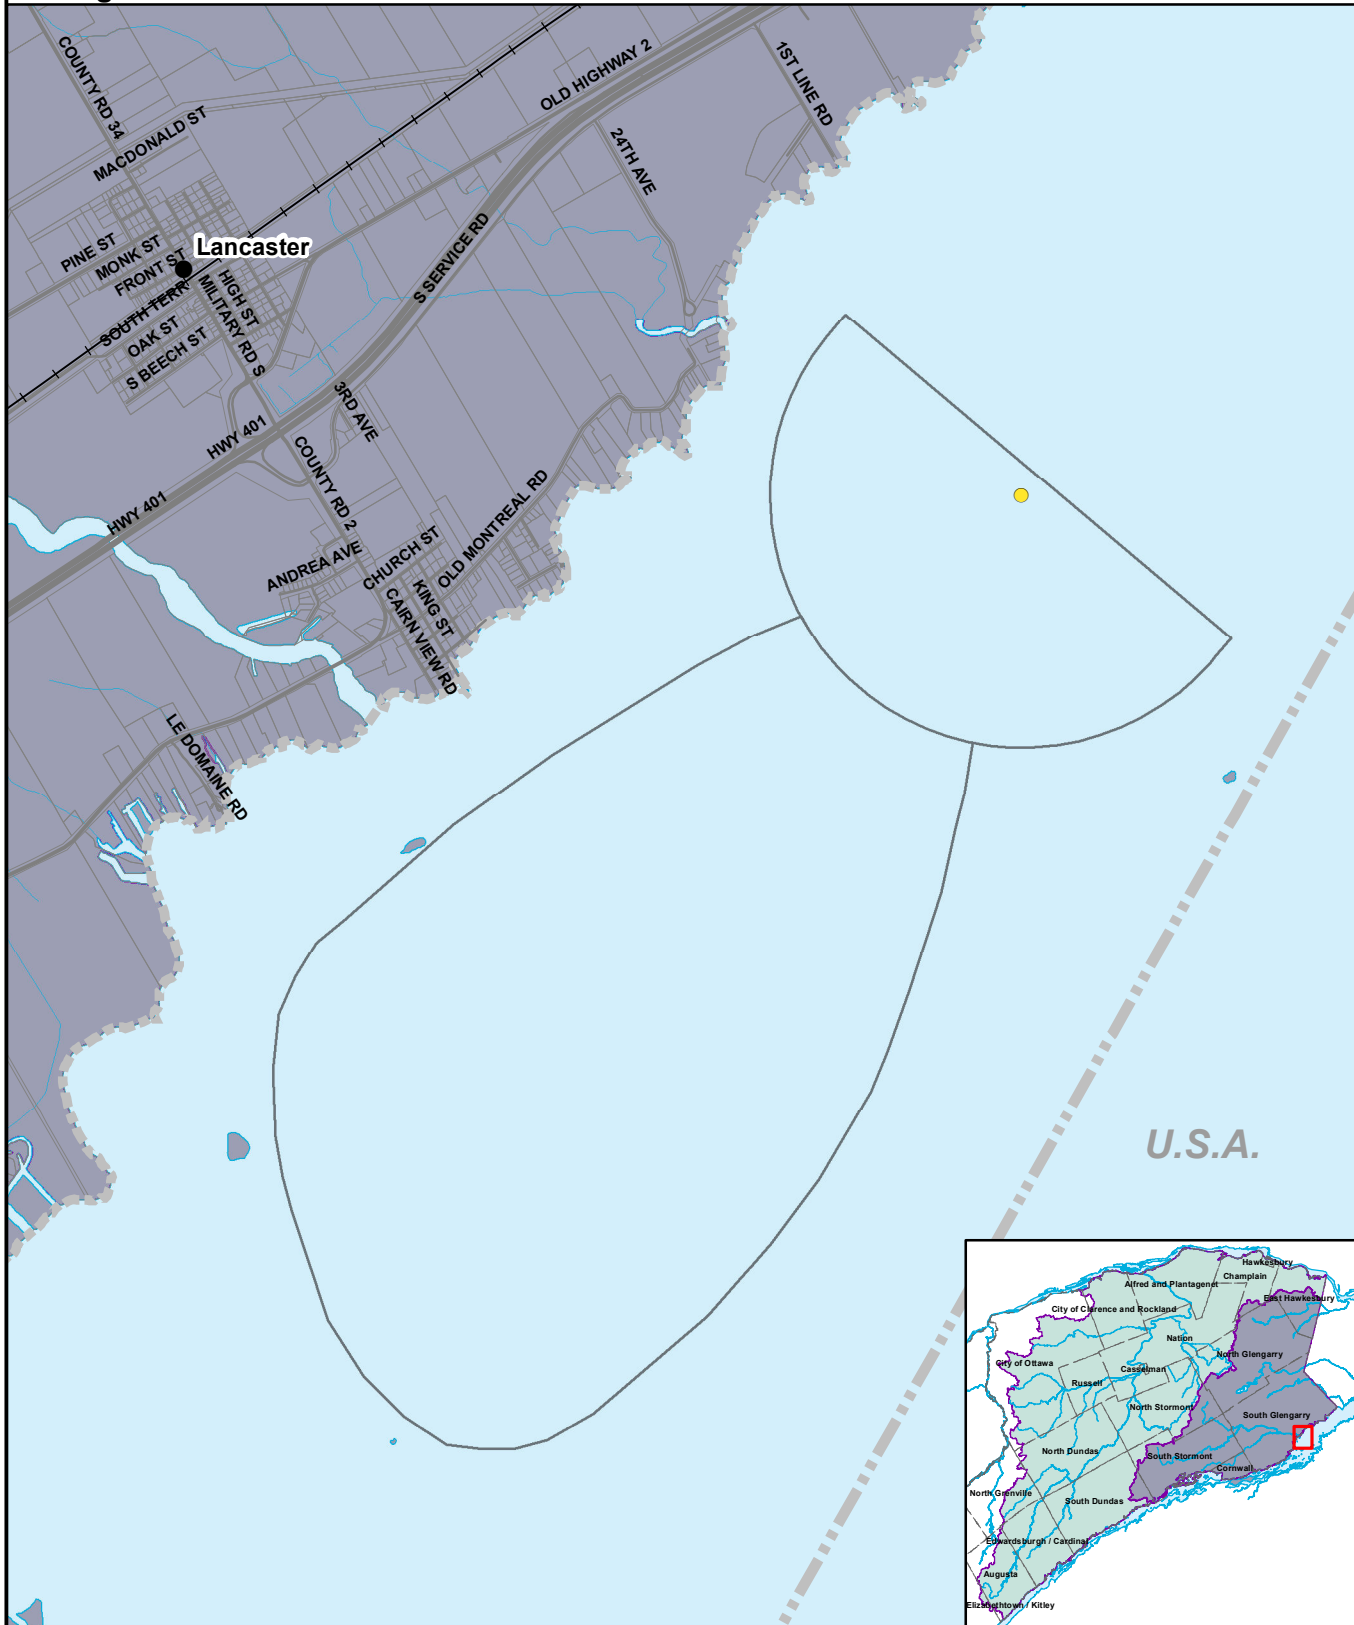 COUNTY RD 34
MACDONALD ST
OLD HIGHWAY 2
1ST LINE RD
24TH AVE
PINE ST
MONK ST
FRONT ST
Lancaster
SOUTH TERR
HIGH ST
MILITARY RD S
OAK ST
S BEECH ST
S SERVICE RD
HWY 401
3RD AVE
COUNTY RD 2
HWY 401
OLD MONTREAL RD
ANDREA AVE
CHURCH ST
KING ST
CAIRN VIEW RD
LE DOMAINE RD
U.S.A.
Hawkesbury
Champlain
Alfred and Plantagenet
East Hawkesbury
City of Clarence and Rockland
Nation
North Glengarry
City of Ottawa
Casselman
Russell
North Stormont
South Glengarry
North Dundas
South Stormont
Cornwall
North Grenville
South Dundas
Edwardsburgh / Cardinal
Augusta
Elizabethtown / Kitley